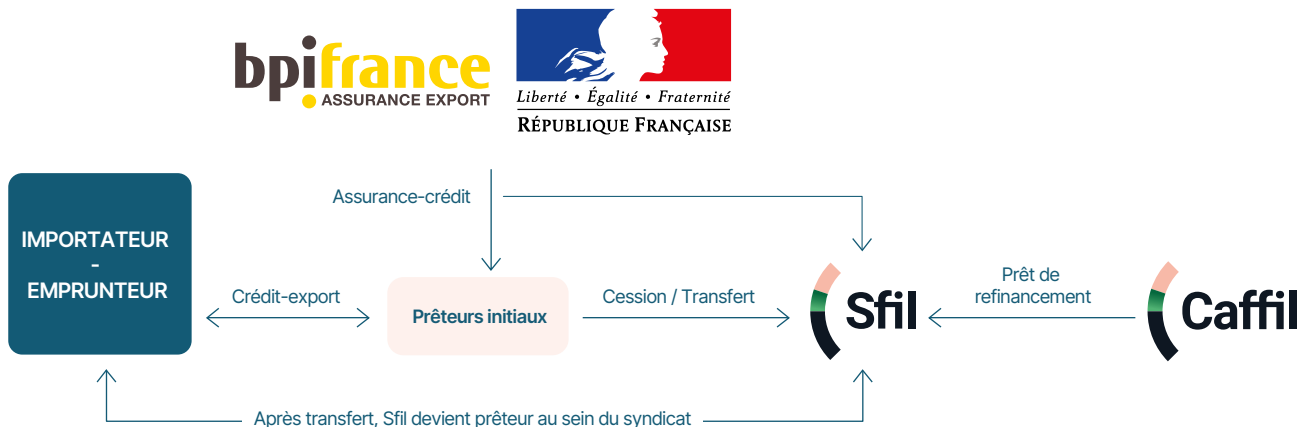 bpifrance
ASSURANCE EXPORT
Liberté • Égalité • Fraternité
RÉPUBLIQUE FRANÇAISE
Assurance-crédit
IMPORTATEUR
-
EMPRUNTEUR
Crédit-export
Prêteurs initiaux
Cession / Transfert
Sfil
Prêt de
refinancement
Caffil
Après transfert, Sfil devient prêteur au sein du syndicat